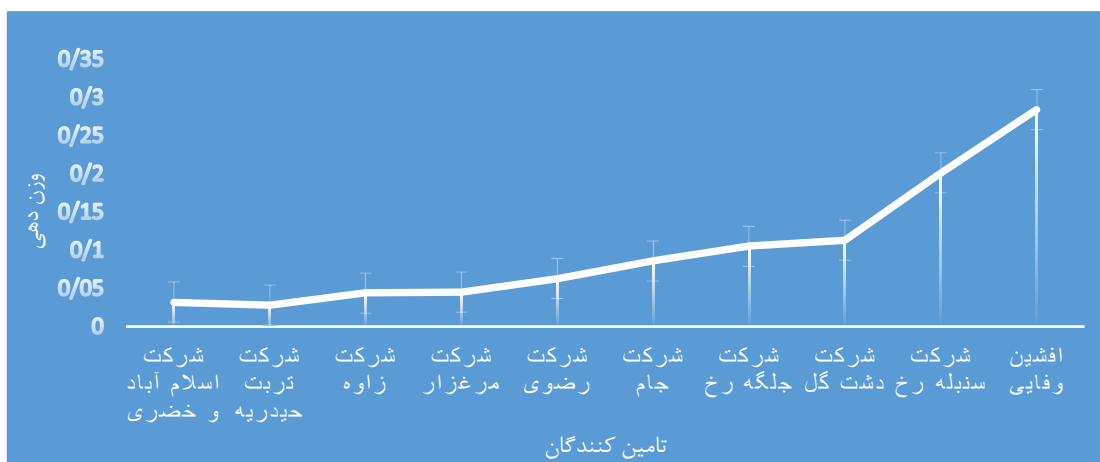 0/35
0/3
0/25
0/2
0/15
0/1
0/05
0
وزن دهی
شرکت
اسلام آباد
و خضری
شرکت
تربت
حیدریه
شرکت
زاوه
شرکت
مرغزار
شرکت
رضوی
شرکت
جام
شرکت
جلگه رخ
شرکت
دشت گل
شرکت
سنبله رخ
افشین
وفایی
تامین کنندگان